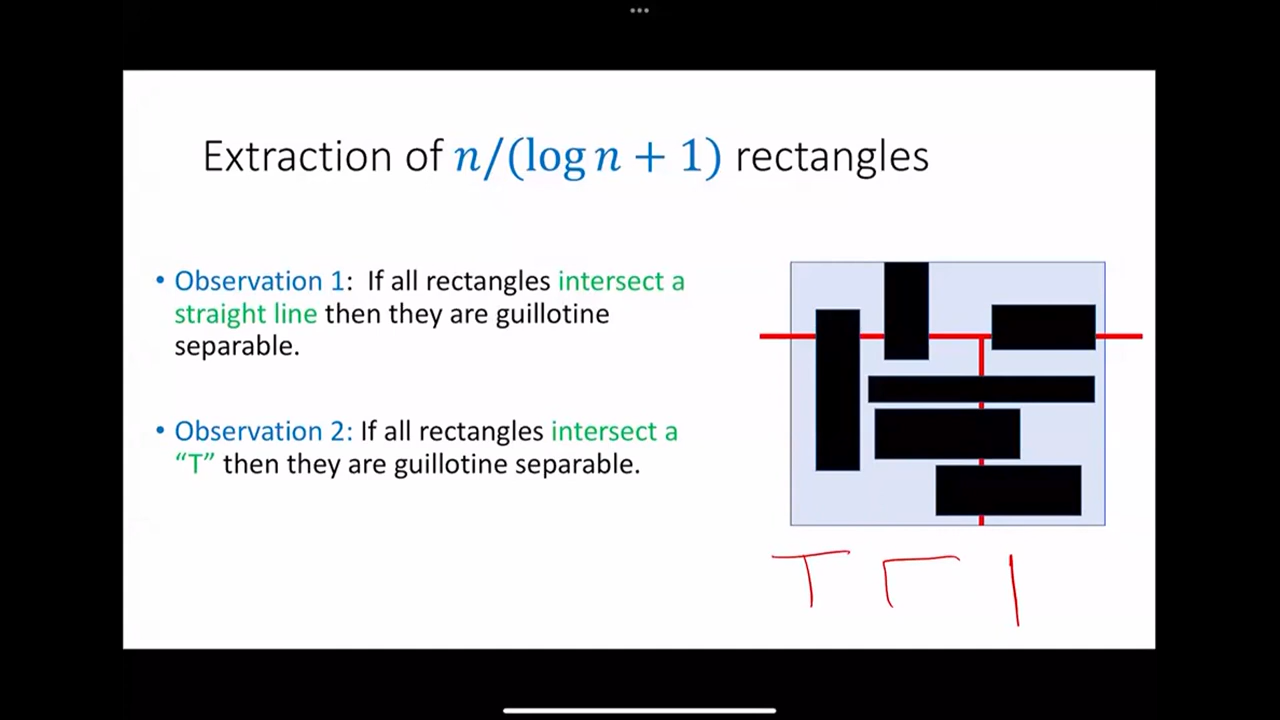 Extraction of n/(log n + 1) rectangles
• Observation 1: If all rectangles intersect a
straight line then they are guillotine
separable.
• Observation 2: If all rectangles intersect a
“T” then they are guillotine separable.